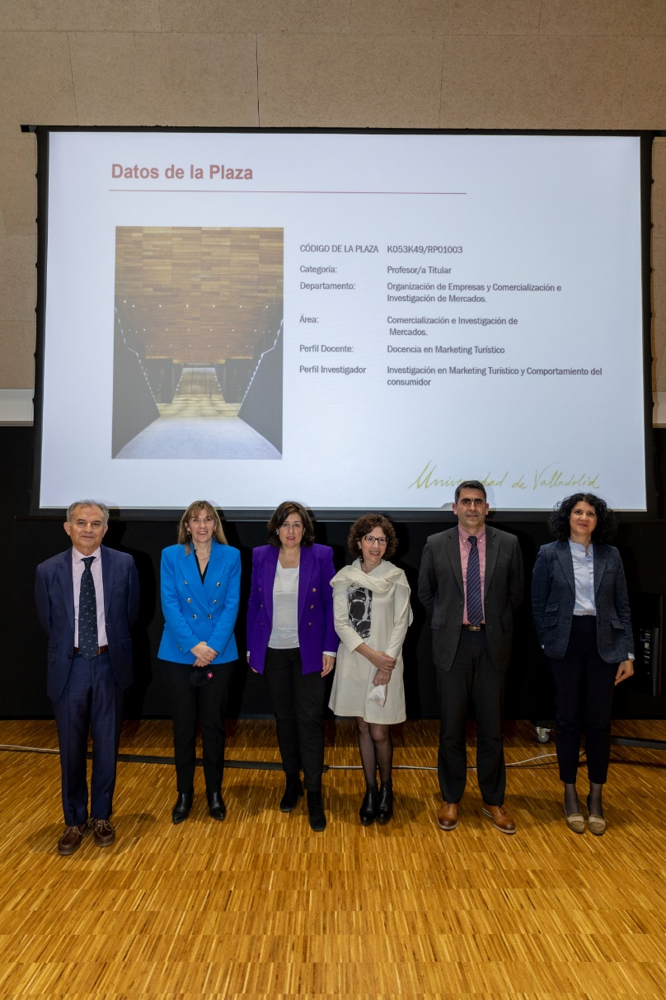 Datos de la Plaza
CÓDIGO DE LA PLAZA K053K49/RP01003
Categoría: Profesor/a Titular
Departamento: Organización de Empresas y Comercialización e
Investigación de Mercados.
Área: Comercialización e Investigación de
Mercados.
Perfil Docente: Docencia en Marketing Turístico
Perfil Investigador Investigación en Marketing Turístico y Comportamiento del
consumidor
Universidad de Valladolid